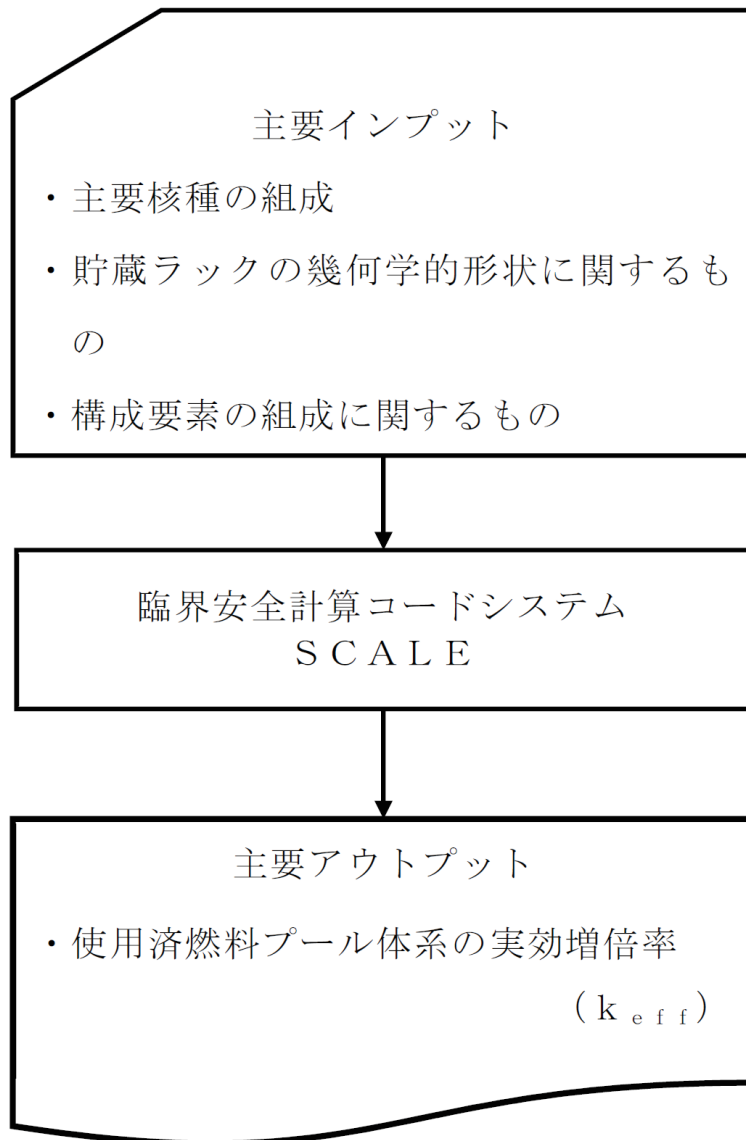 主要インプット
・主要核種の組成
・貯蔵ラックの幾何学的形状に関するも
の
・構成要素の組成に関するもの
臨界安全計算コードシステム
ＳＣＡＬＥ
主要アウトプット
・使用済燃料プール体系の実効増倍率
（ｋｅｆｆ）